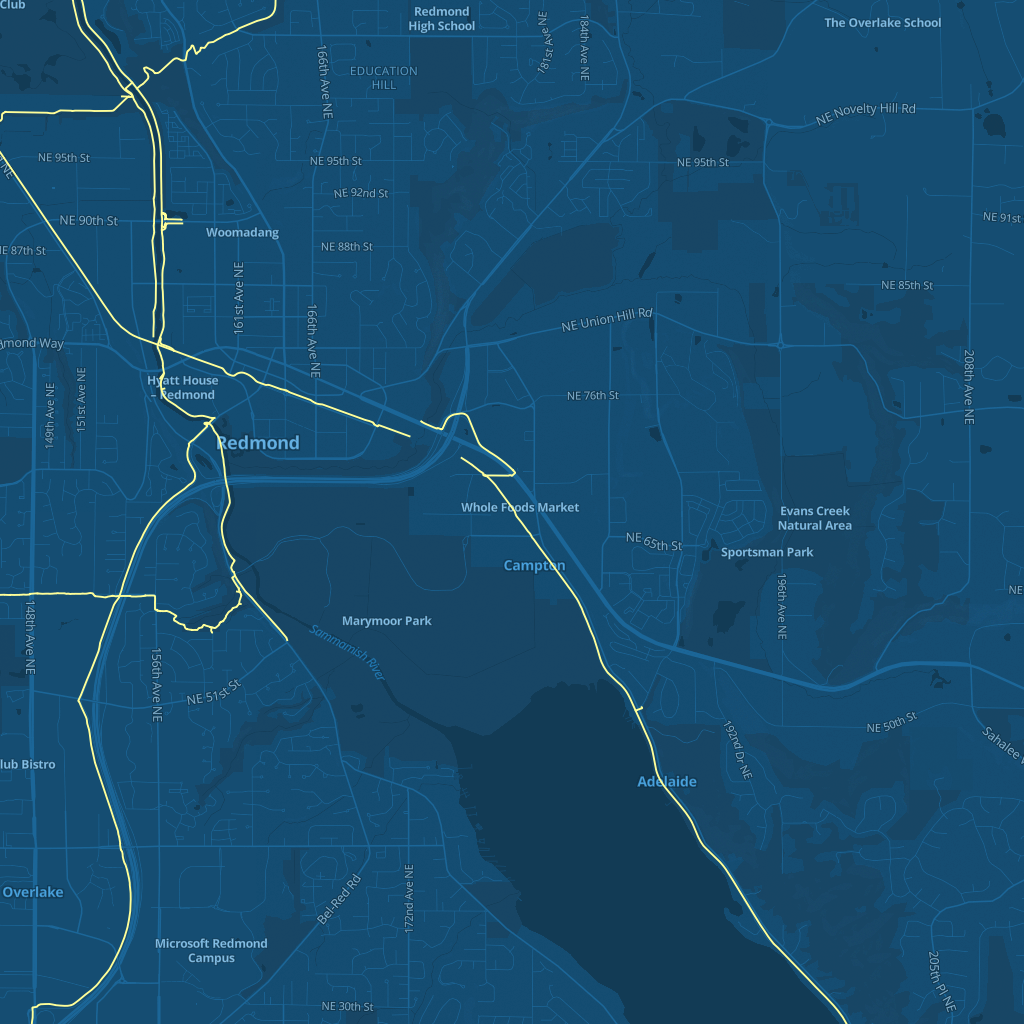 Club
Redmond
High School
181st Ave NE
184th Ave NE
The Overlake School
166th Ave NE
EDUCATION
HILL
NE Novelty Hill Rd
NE 95th St
NE 95th St
NE 95th St
NE
NE 92nd St
NE 90th St
Woomadang
NE 91st
NE 87th St
NE 88th St
161st Ave NE
NE 85th St
166th Ave NE
NE Union Hill Rd
mond Way
149th Ave NE
151st Ave NE
Hyatt House
– Redmond
208th Ave NE
NE 76th St
Redmond
Whole Foods Market
Evans Creek
Natural Area
NE 65th St
Sportsman Park
Campton
196th Ave NE
NE
148th Ave NE
Marymoor Park
Sammamish River
156th Ave NE
NE 51st St
NE 50th St
192nd Dr NE
Sahalee
lub Bistro
Adelaide
Overlake
172nd Ave NE
Bel-Red Rd
Microsoft Redmond
Campus
205th Pl NE
NE 30th St